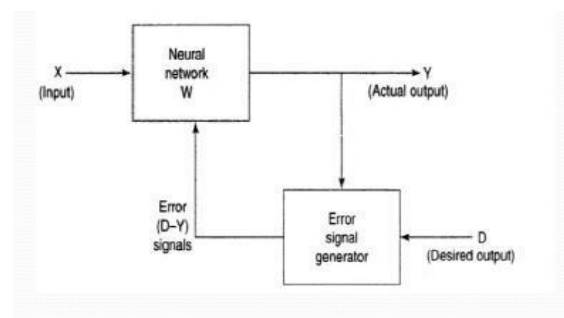 X
(Input)
Neural
network
W
Y
(Actual output)
Error
(D–Y)
signals
Error
signal
generator
D
(Desired output)